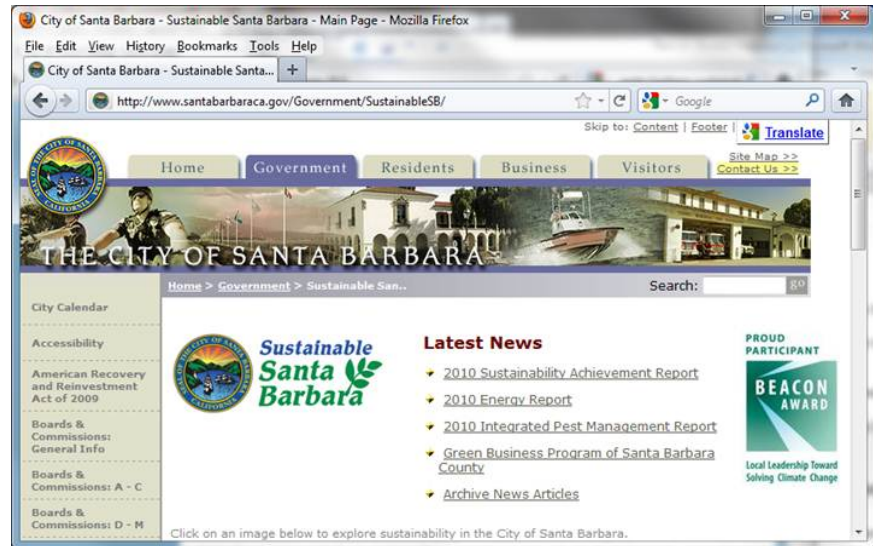 City of Santa Barbara - Sustainable Santa Barbara - Main Page - Mozilla Firefox
File Edit View History Bookmarks Tools Help
City of Santa Barbara - Sustainable Santa... +
http://www.santabarbaraca.gov/Government/SustainableSB/ Google
Skip to: Content | Footer | Translate
Home Government Residents Business Visitors
Site Map >>
Contact Us >>
THE CITY OF SANTA BARBARA
Home > Government > Sustainable San.. Search: go
City Calendar
Accessibility
American Recovery
and Reinvestment
Act of 2009
Boards &
Commissions:
General Info
Boards &
Commissions: A - C
Boards &
Commissions: D - M
Sustainable
Santa
Barbara
Latest News
2010 Sustainability Achievement Report
2010 Energy Report
2010 Integrated Pest Management Report
Green Business Program of Santa Barbara
County
Archive News Articles
Click on an image below to explore sustainability in the City of Santa Barbara.
PROUD
PARTICIPANT
BEACON
AWARD
Local Leadership Toward
Solving Climate Change